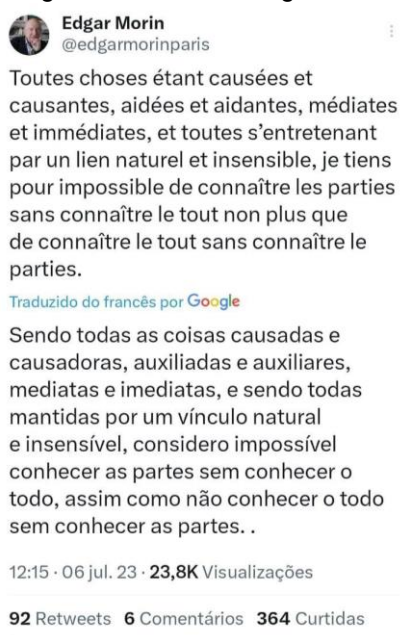 Edgar Morin
@edgarmorinparis
Toutes choses étant causées et
causantes, aidées et aidantes, médiates
et immédiates, et toutes s’entretenant
par un lien naturel et insensible, je tiens
pour impossible de connaître les parties
sans connaître le tout non plus que
de connaître le tout sans connaître le
parties.
Traduzido do francês por Google
Sendo todas as coisas causadas e
causadoras, auxiliadas e auxiliares,
mediatas e imediatas, e sendo todas
mantidas por um vínculo natural
e insensível, considero impossível
conhecer as partes sem conhecer o
todo, assim como não conhecer o todo
sem conhecer as partes. .
12:15 · 06 jul. 23 · 23,8K Visualizações
92 Retweets 6 Comentários 364 Curtidas